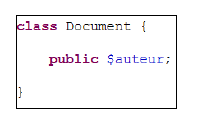 class Document {
public $auteur;
}